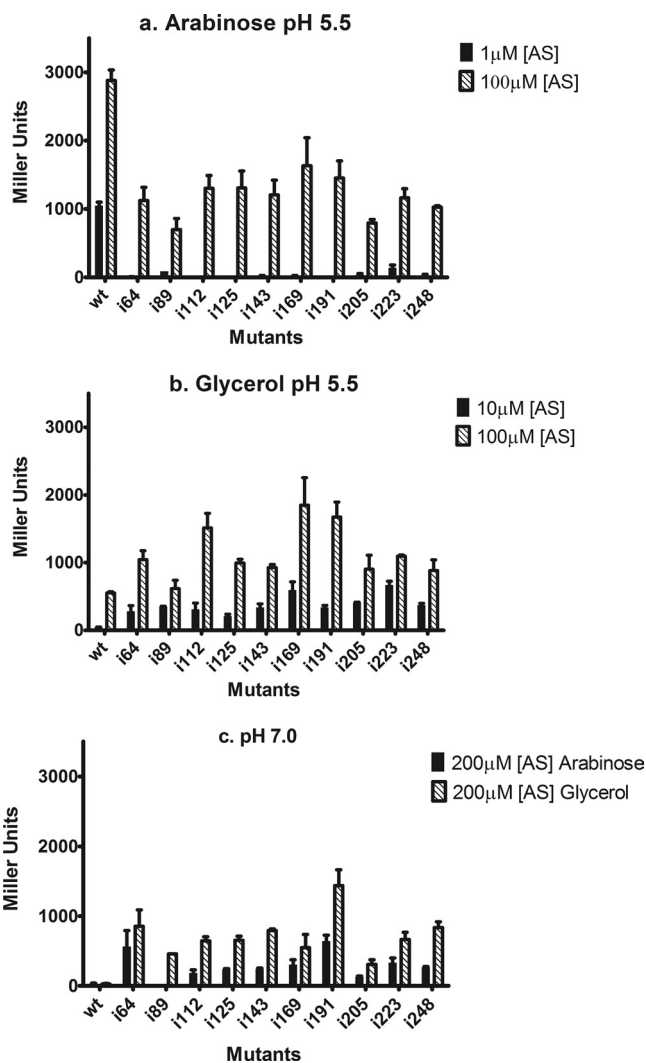 a. Arabinose pH 5.5
1µM [AS]
100µM [AS]
Miller Units
3000
2000
1000
0
wt i64 i89 i112 i125 i143 i169 i191 i205 i223 i248
Mutants
b. Glycerol pH 5.5
10µM [AS]
100µM [AS]
Miller Units
3000
2000
1000
0
wt i64 i89 i112 i125 i143 i169 i191 i205 i223 i248
Mutants
c. pH 7.0
200µM [AS] Arabinose
200µM [AS] Glycerol
Miller Units
3000
2000
1000
0
wt i64 i89 i112 i125 i143 i169 i191 i205 i223 i248
Mutants